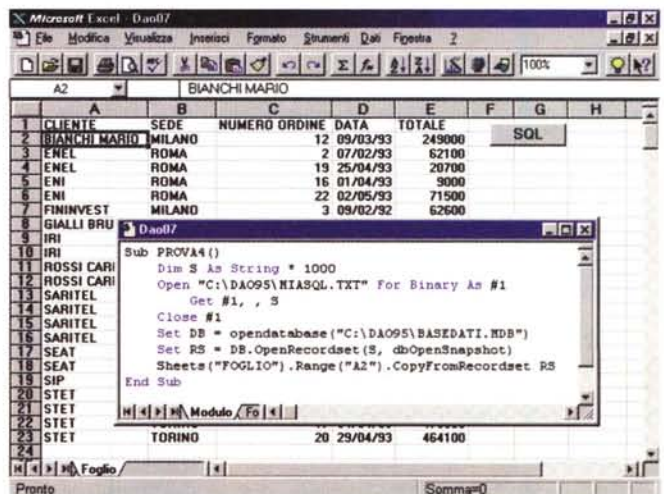 Microsoft Excel - Dao07
File Modifica Visualizza Inserisci Formato Strumenti Dati Finestra ?
100%
A2 BIANCHI MARIO
A B C D E F G H
1 CLIENTE SEDE NUMERO ORDINE DATA TOTALE
SQL
2 BIANCHI MARIO MILANO 12 09/03/93 249000
3 ENEL ROMA 2 07/02/93 62100
4 ENEL ROMA 19 25/04/93 20700
5 ENI ROMA 16 01/04/93 9000
6 ENI ROMA 22 02/05/93 71500
7 FININVEST MILANO 3 09/02/92 62600
8 GIALLI BRU
9 IRI
10 IRI
11 ROSSI CARI
12 ROSSI CARI
13 SARITEL
14 SARITEL
15 SARITEL
16 SARITEL
17 SEAT
18 SEAT
19 SIP
20 STET
21 STET
22 STET
23 STET TORINO 20 29/04/93 464100
24
Dao07
Sub PROVA4()
Dim S As String * 1000
Open "C:\DAO95\MIASQL.TXT" For Binary As #1
Get #1, , S
Close #1
Set DB = opendatabase("C:\DAO95\BASEDATI.MDB")
Set RS = DB.OpenRecordset(S, dbOpenSnapshot)
Sheets("FOGLIO").Range("A2").CopyFromRecordset RS
End Sub
Modulo Fo
Foglio
Pronto Somma=0